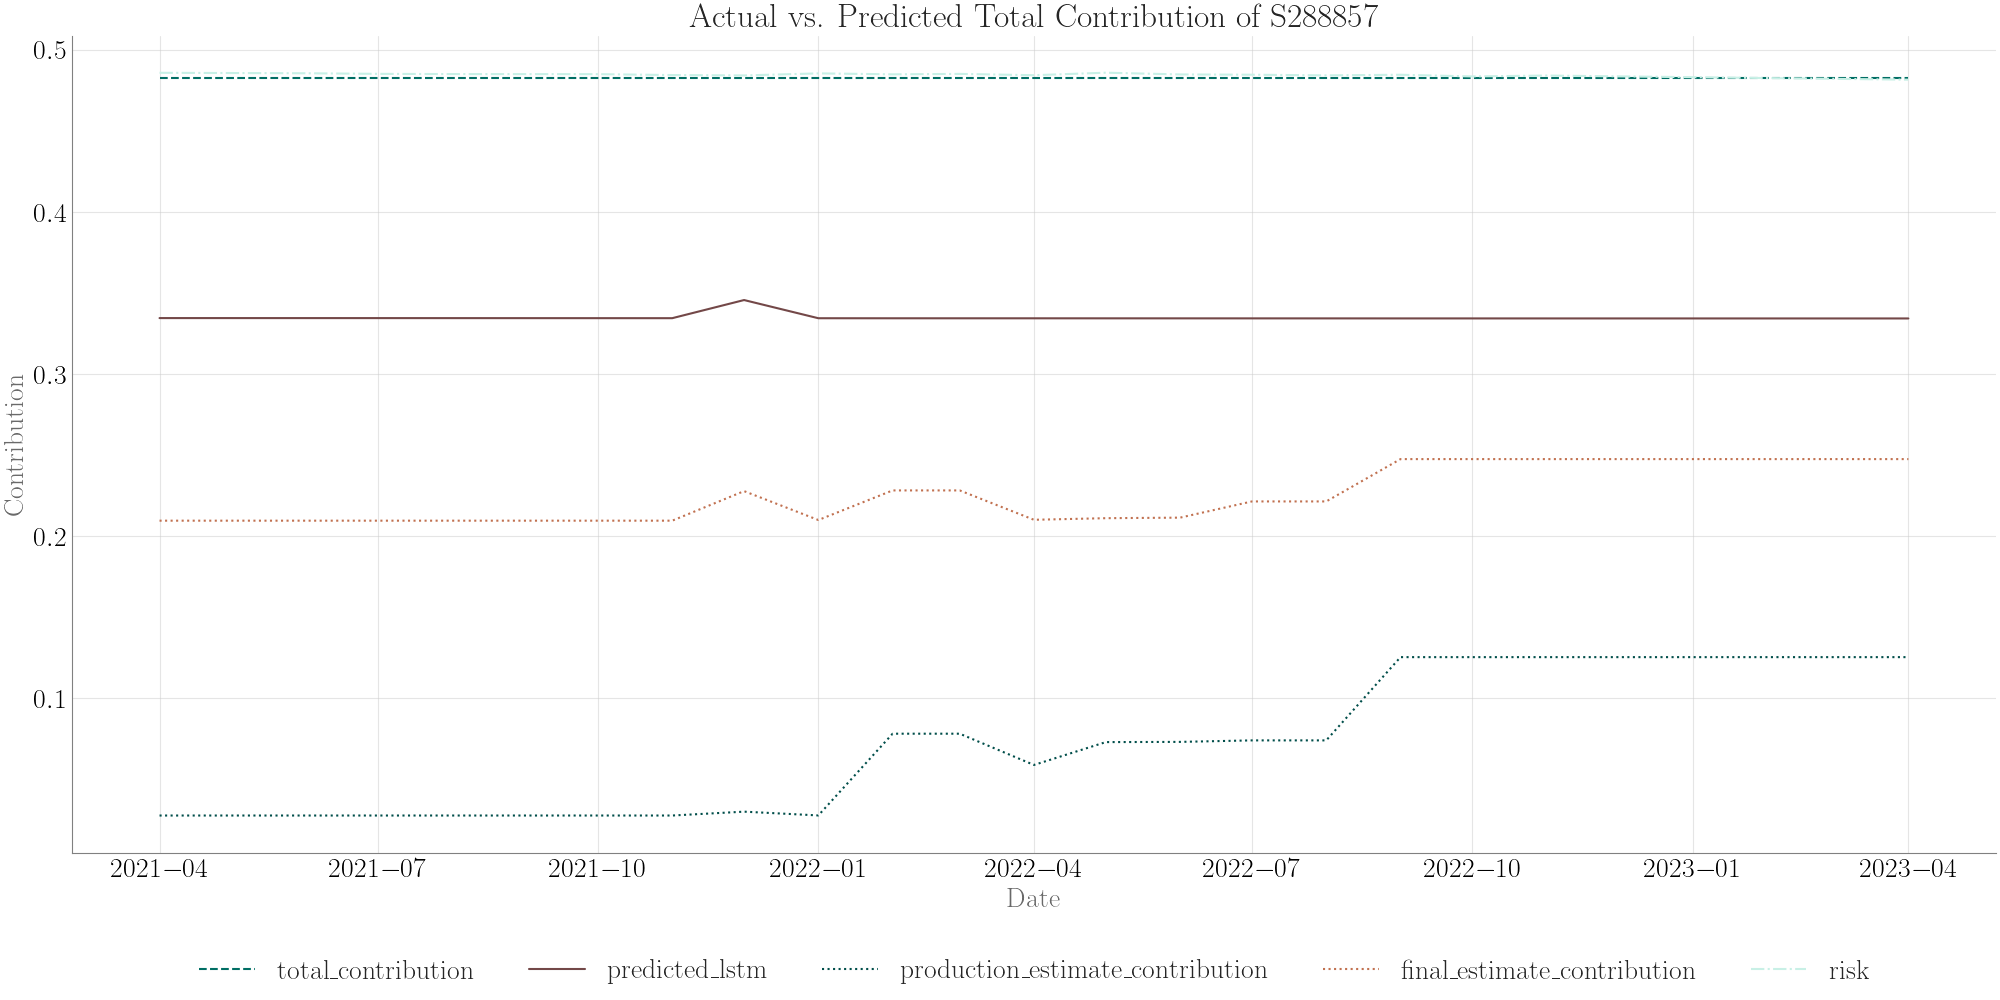 Actual vs. Predicted Total Contribution of S288857
0.5
0.4
0.3
0.2
0.1
Contribution
2021−04 2021−07 2021−10 2022−01 2022−04 2022−07 2022−10 2023−01 2023−04
Date
total_contribution predicted_lstm production_estimate_contribution final_estimate_contribution risk